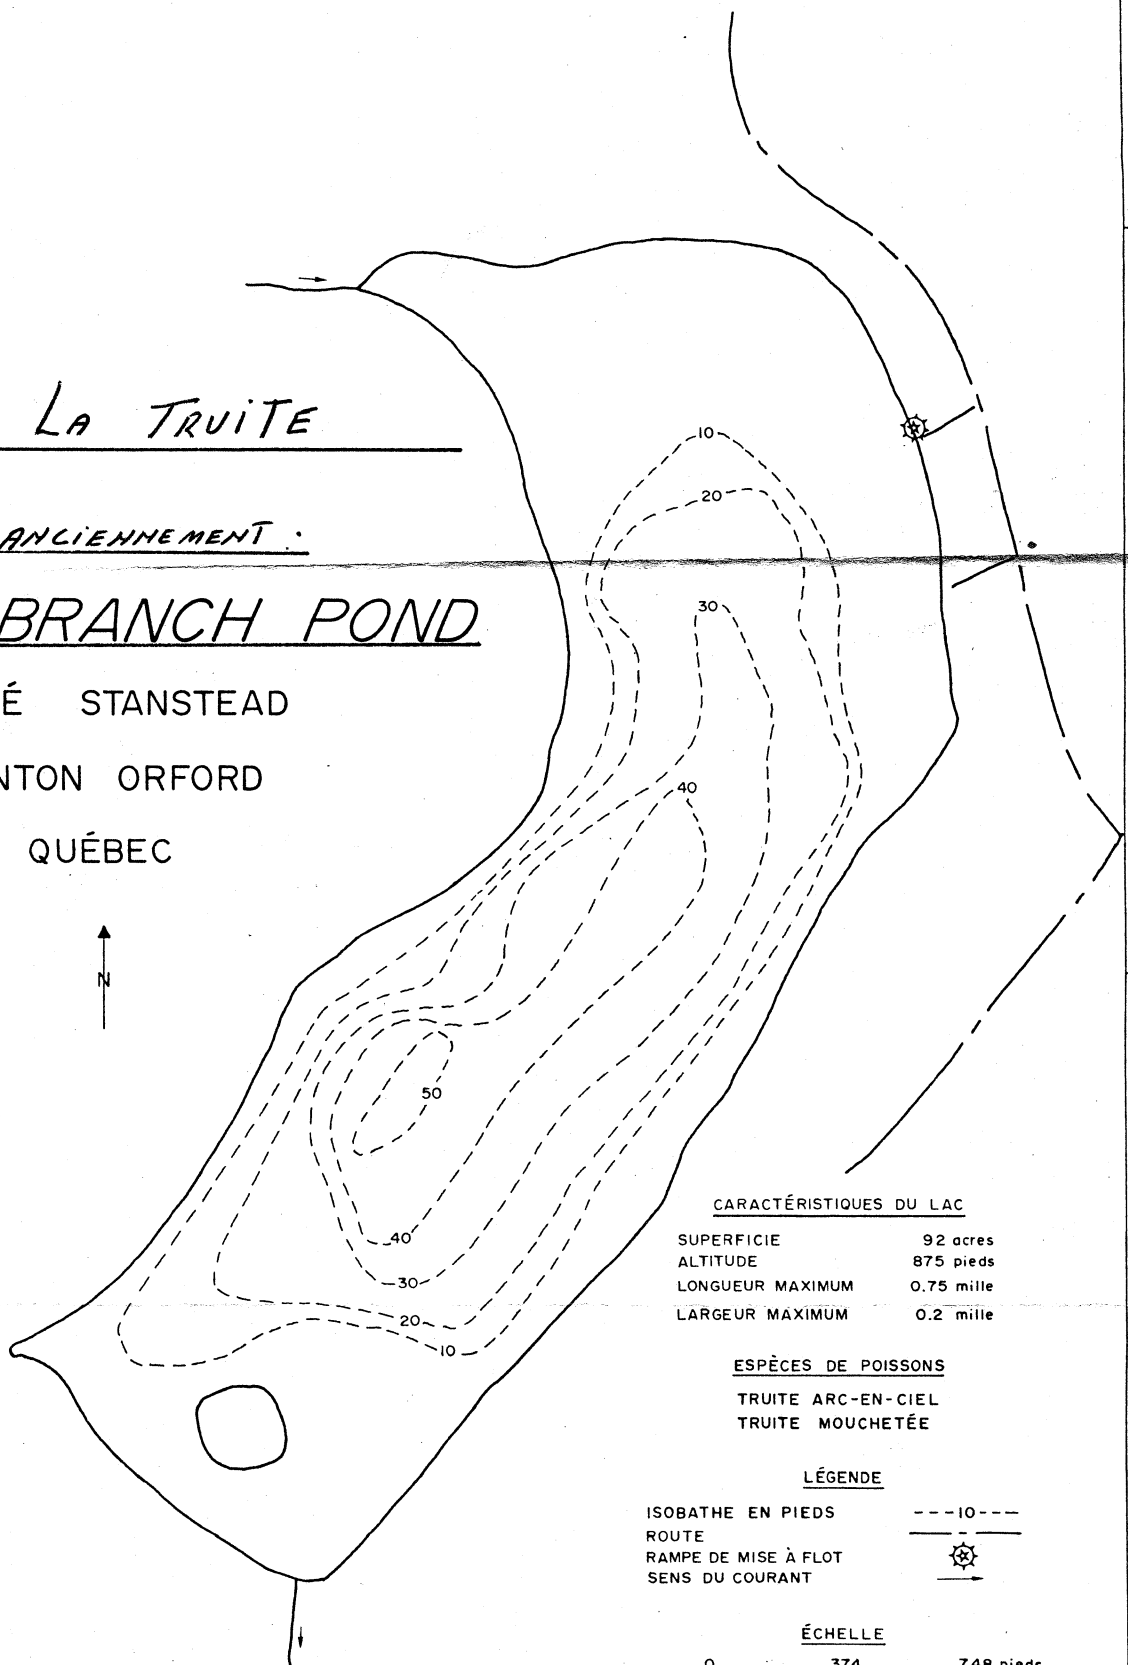 LA TRUITE
ANCIENNEMENT :
BRANCH POND
É STANSTEAD
NTON ORFORD
QUÉBEC
N
10
20
30
40
50
40
30
20
10
CARACTÉRISTIQUES DU LAC
SUPERFICIE 92 acres
ALTITUDE 875 pieds
LONGUEUR MAXIMUM 0.75 mille
LARGEUR MAXIMUM 0.2 mille
ESPÈCES DE POISSONS
TRUITE ARC-EN-CIEL
TRUITE MOUCHETÉE
LÉGENDE
ISOBATHE EN PIEDS ---10---
ROUTE
RAMPE DE MISE À FLOT
SENS DU COURANT
ÉCHELLE
0 374 748 pieds